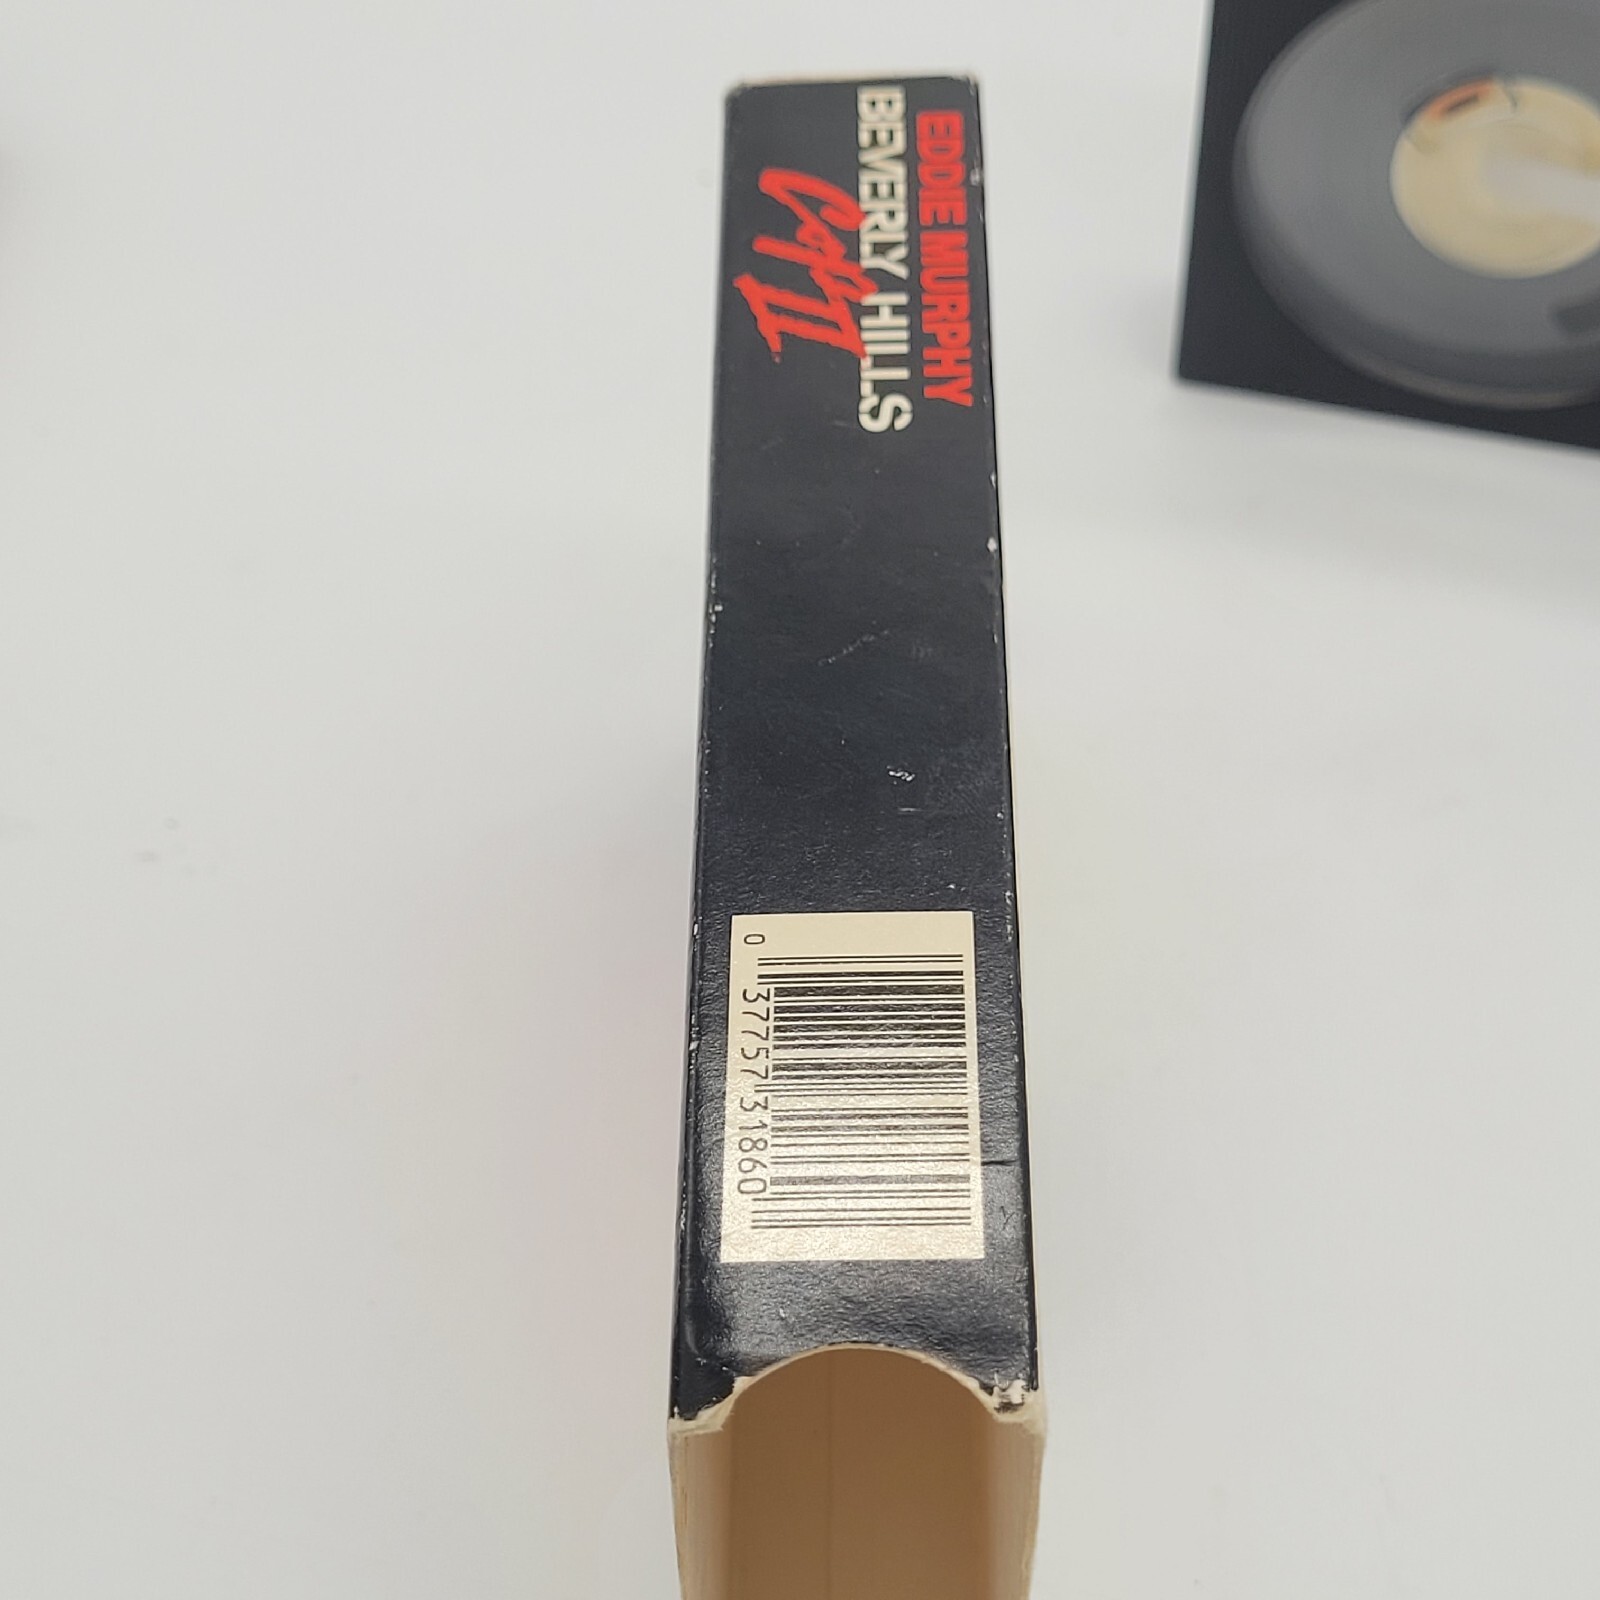 EDDIE MURPHY
BEVERLY HILLS
Cop II
0 37757 31860